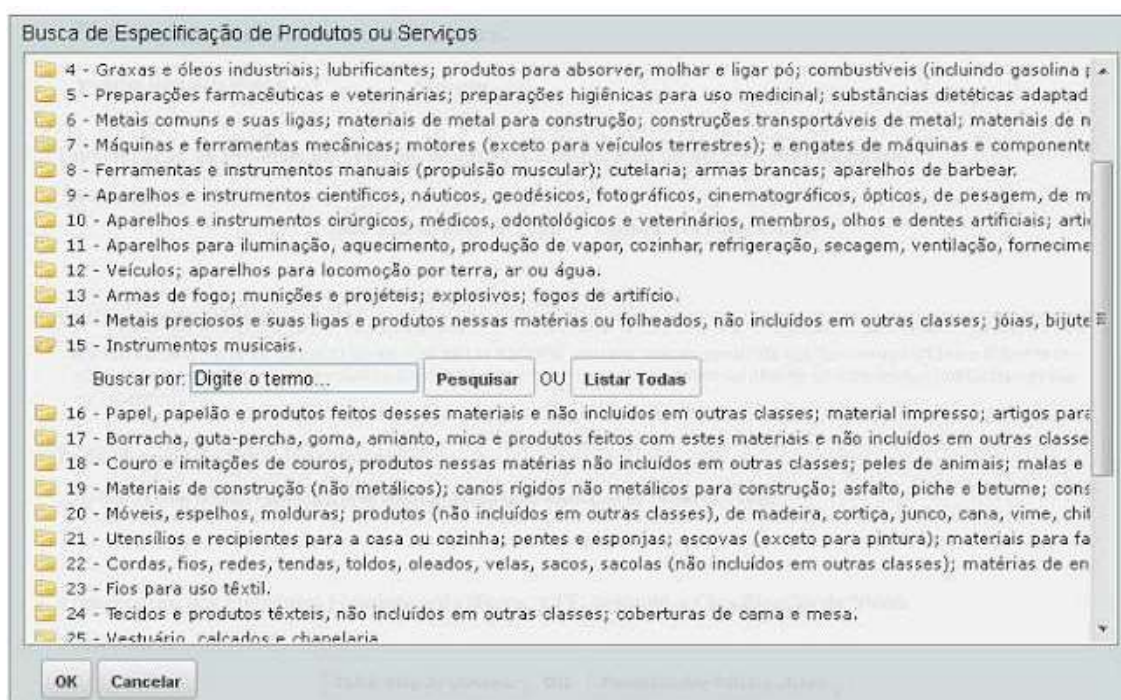 Busca de Especificação de Produtos ou Serviços
4 - Graxas e óleos industriais; lubrificantes; produtos para absorver, molhar e ligar pó; combustíveis (incluindo gasolina p
5 - Preparações farmacêuticas e veterinárias; preparações higiênicas para uso medicinal; substâncias dietéticas adaptad
6 - Metais comuns e suas ligas; materiais de metal para construção; construções transportáveis de metal; materiais de m
7 - Máquinas e ferramentas mecânicas; motores (exceto para veículos terrestres); e engates de máquinas e componente
8 - Ferramentas e instrumentos manuais (propulsão muscular); cutelaria; armas brancas; aparelhos de barbear.
9 - Aparelhos e instrumentos científicos, náuticos, geodésicos, fotográficos, cinematográficos, ópticos, de pesagem, de m
10 - Aparelhos e instrumentos cirúrgicos, médicos, odontológicos e veterinários, membros, olhos e dentes artificiais; arti
11 - Aparelhos para iluminação, aquecimento, produção de vapor, cozinhar, refrigeração, secagem, ventilação, fornecime
12 - Veículos; aparelhos para locomoção por terra, ar ou água.
13 - Armas de fogo; munições e projéteis; explosivos; fogos de artifício.
14 - Metais preciosos e suas ligas e produtos nessas matérias ou folheados, não incluídos em outras classes; jóias, bijute
15 - Instrumentos musicais.
Buscar por: Digite o termo... Pesquisar OU Listar Todas
16 - Papel, papelão e produtos feitos desses materiais e não incluídos em outras classes; material impresso; artigos para
17 - Borracha, guta-percha, goma, amianto, mica e produtos feitos com estes materiais e não incluídos em outras classe
18 - Couro e imitações de couros, produtos nessas matérias não incluídos em outras classes; peles de animais; malas e
19 - Materiais de construção (não metálicos); canos rígidos não metálicos para construção; asfalto, piche e betume; cons
20 - Móveis, espelhos, molduras; produtos (não incluídos em outras classes), de madeira, cortiça, junco, cana, vime, chif
21 - Utensílios e recipientes para a casa ou cozinha; pentes e esponjas; escovas (exceto para pintura); materiais para fa
22 - Cordas, fios, redes, tendas, toldos, oleados, velas, sacos, sacolas (não incluídos em outras classes); matérias de en
23 - Fios para uso têxtil.
24 - Tecidos e produtos têxteis, não incluídos em outras classes; coberturas de cama e mesa.
25 - Vestuário, calçados e chapelaria
OK Cancelar